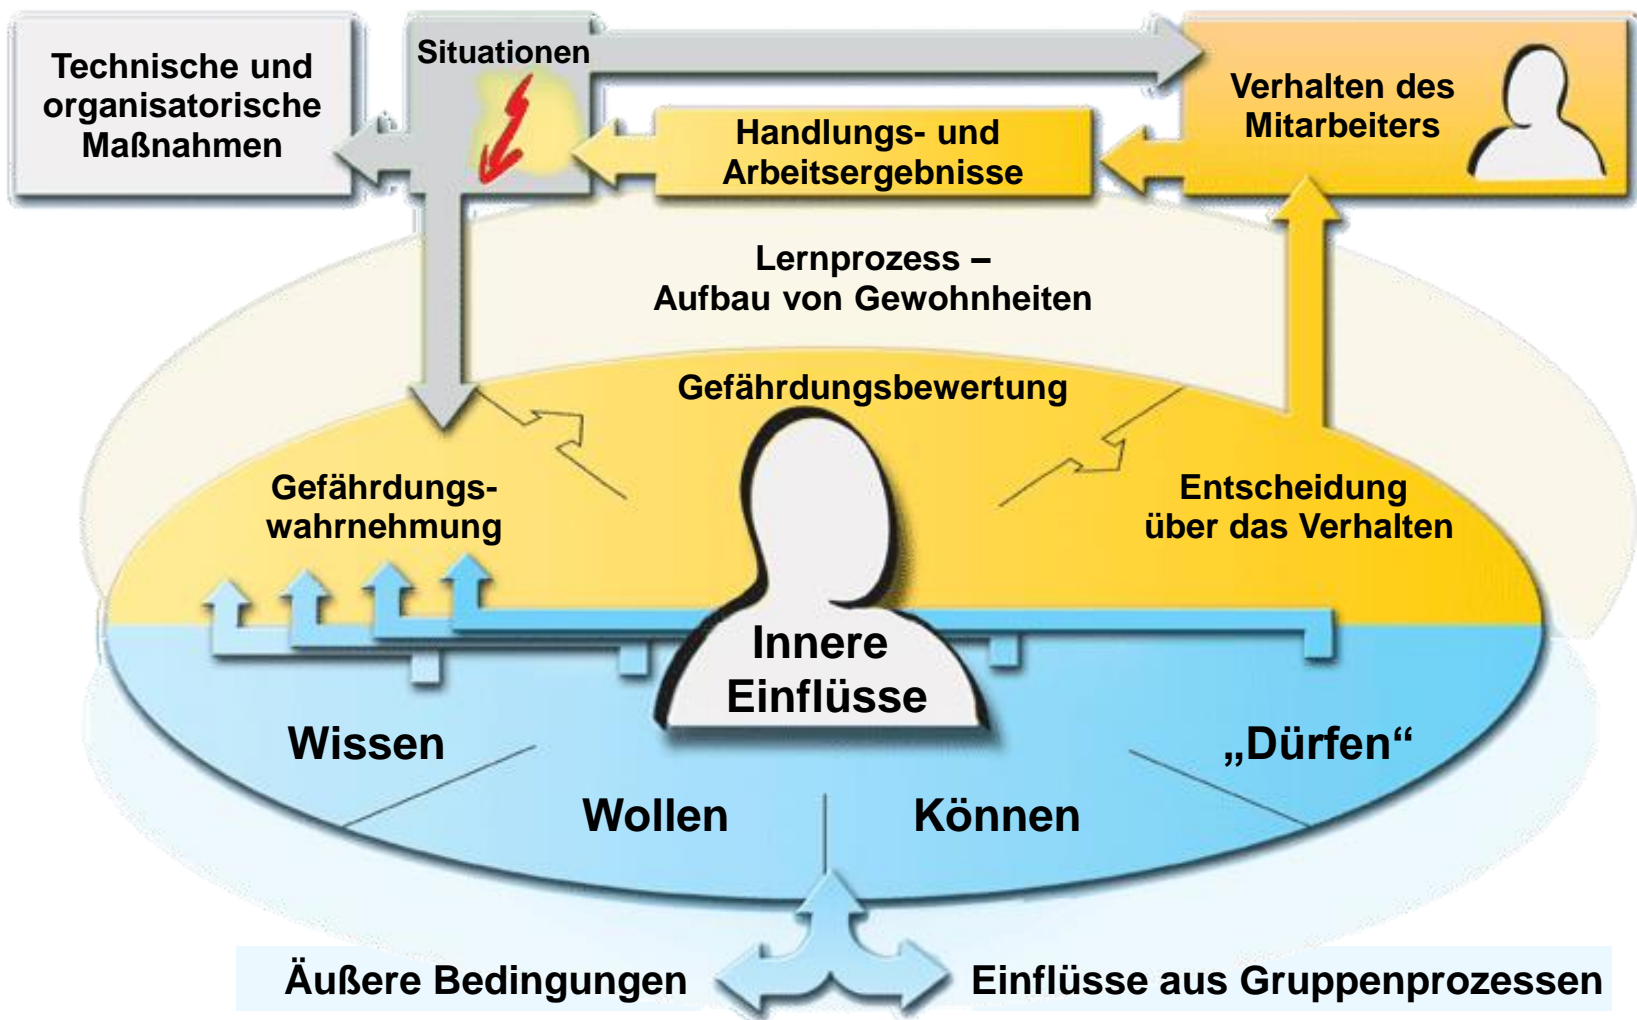 Technische und
organisatorische
Maßnahmen
Situationen
Handlungs- und
Arbeitsergebnisse
Verhalten des
Mitarbeiters
Lernprozess –
Aufbau von Gewohnheiten
Gefährdungsbewertung
Gefährdungs-
wahrnehmung
Entscheidung
über das Verhalten
Innere
Einflüsse
Wissen
Wollen
Können
„Dürfen“
Äußere Bedingungen
Einflüsse aus Gruppenprozessen